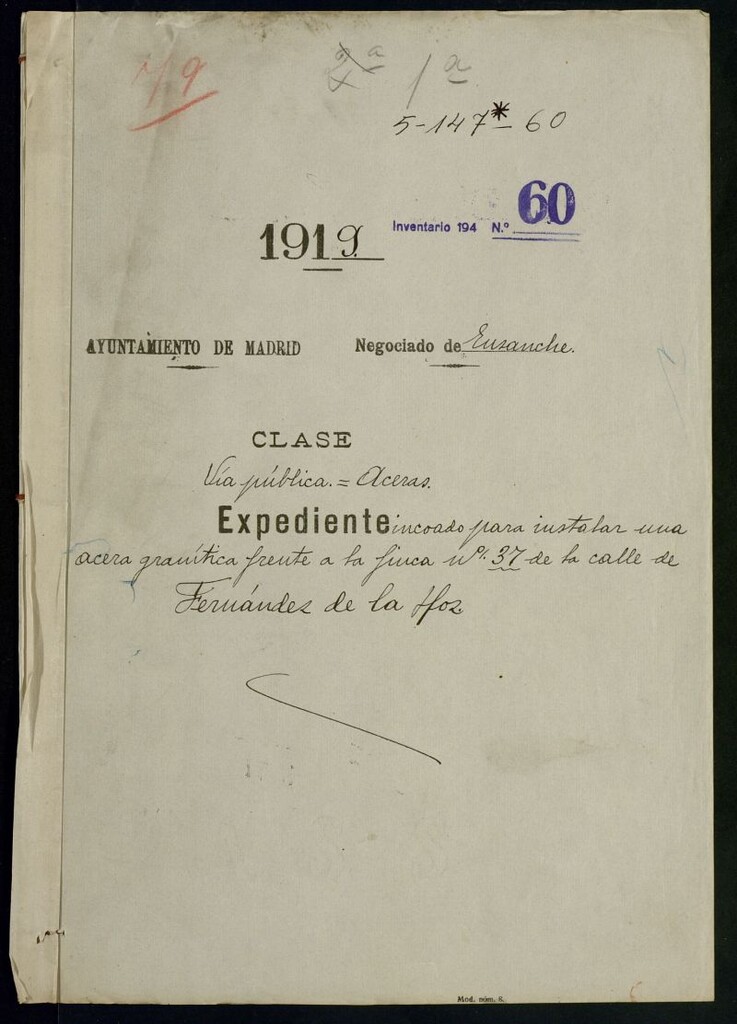 2ª 1ª
5-147*-60
Inventario 194 N.º 60
1919.
AYUNTAMIENTO DE MADRID Negociado de Ensanche.
CLASE
Vía pública. = Aceras.
Expediente incoado para instalar una
acera granítica frente a la finca nº. 37 de la calle de
Fernández de la Hoz
Mod. núm. 8.